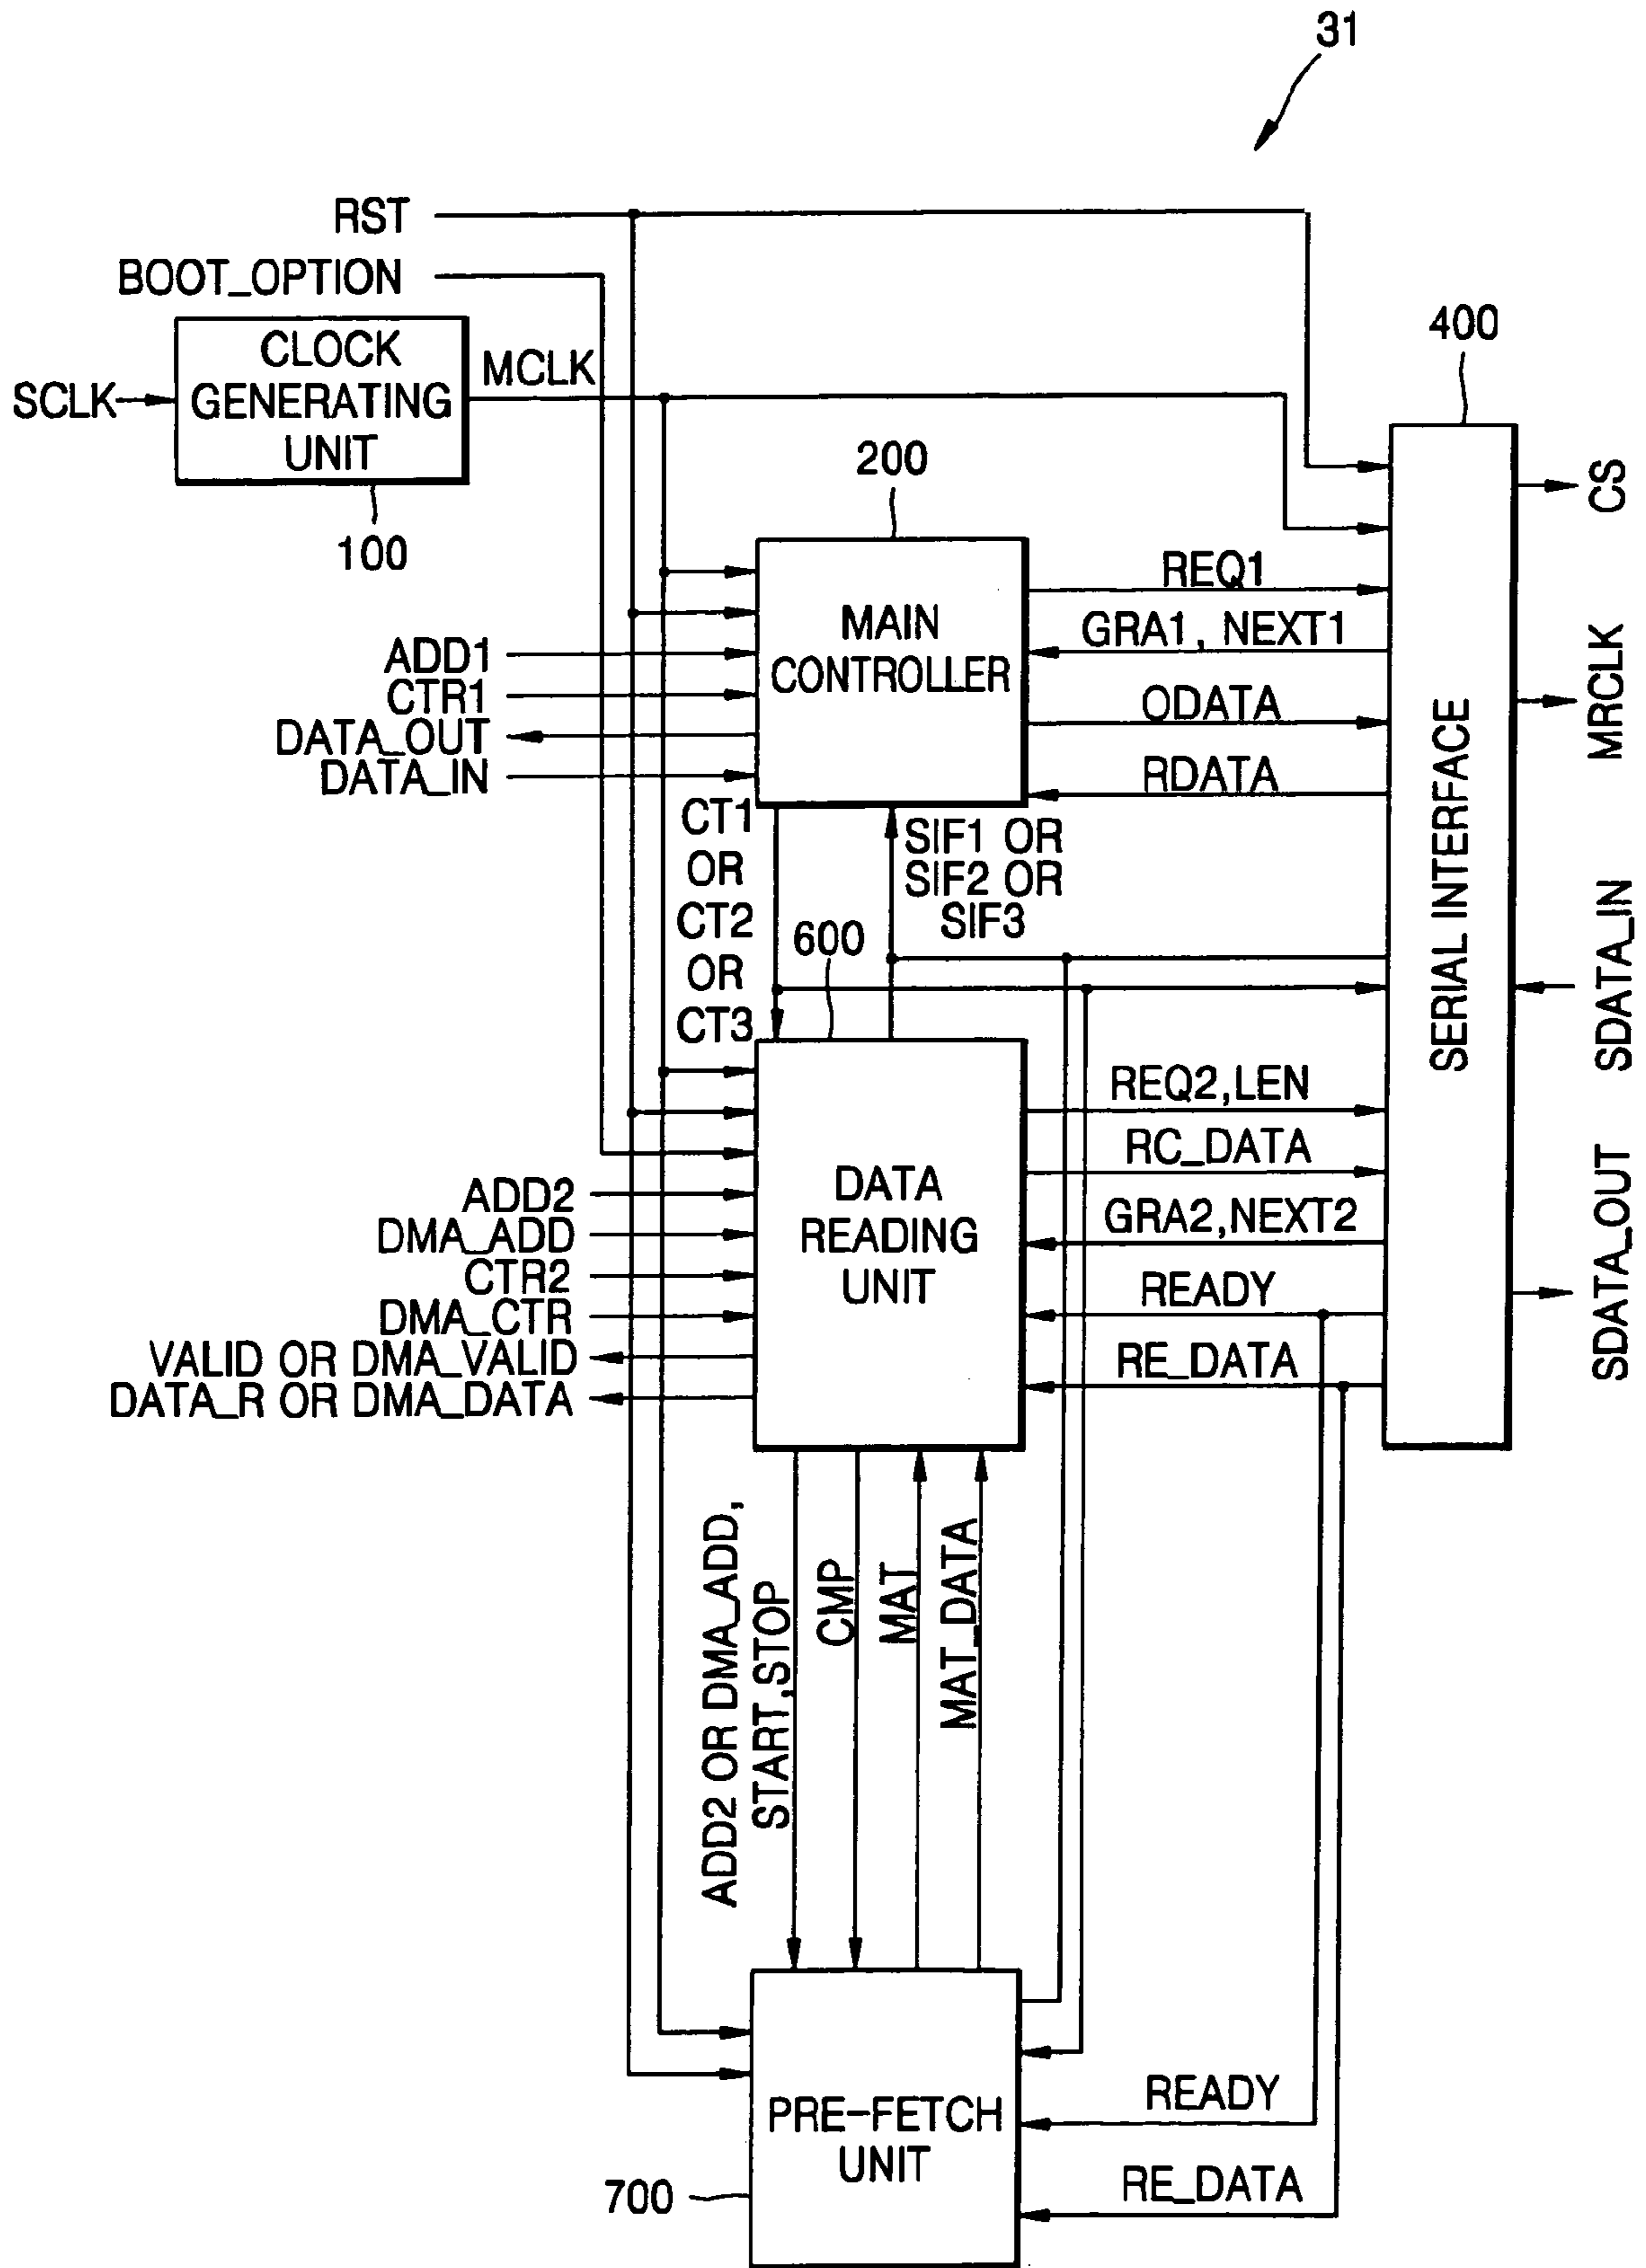 31
RST
BOOT_OPTION
CLOCK
GENERATING
UNIT
SCLK
MCLK
100
400
200
MAIN
CONTROLLER
ADD1
CTR1
DATA_OUT
DATA_IN
REQ1
GRA1, NEXT1
ODATA
RDATA
SERIAL INTERFACE
CS
MRCLK
SDATA_IN
SDATA_OUT
CT1
OR
CT2
OR
CT3
SIF1 OR
SIF2 OR
SIF3
600
DATA
READING
UNIT
ADD2
DMA_ADD
CTR2
DMA_CTR
VALID OR DMA_VALID
DATA_R OR DMA_DATA
REQ2,LEN
RC_DATA
GRA2,NEXT2
READY
RE_DATA
ADD2 OR DMA_ADD,
START,STOP
CMP
MAT
MAT_DATA
PRE-FETCH
UNIT
700
READY
RE_DATA